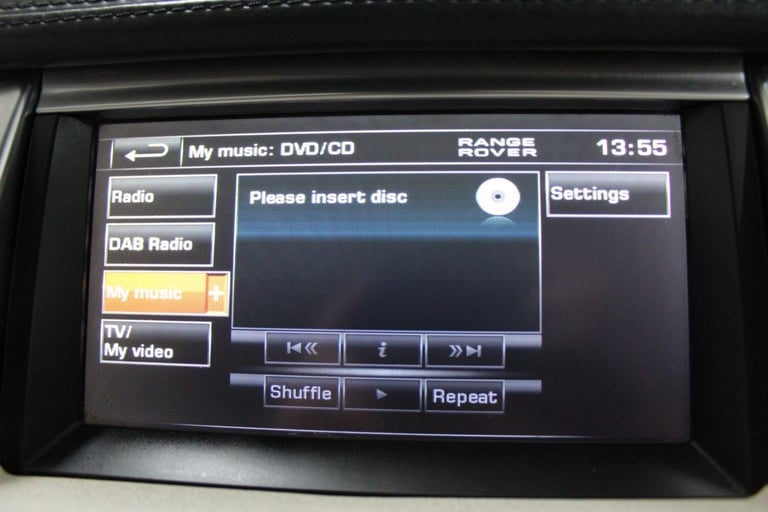 My music: DVD/CD
RANGE
ROVER
13:55
Radio
Please insert disc
Settings
DAB Radio
My music +
TV/
My video
i
Shuffle
Repeat